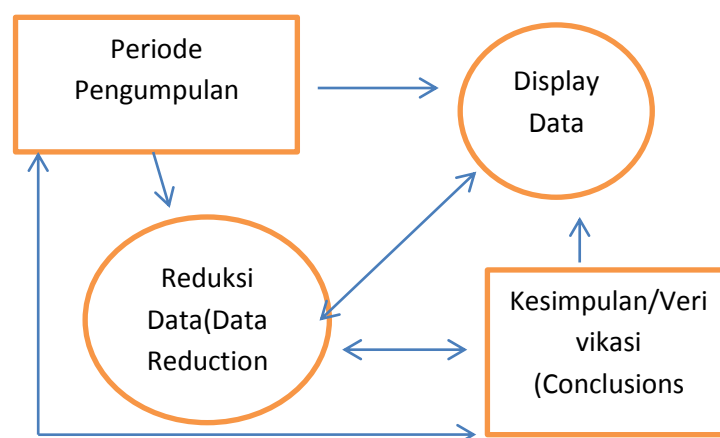 Periode
Pengumpulan
Display
Data
Reduksi
Data(Data
Reduction
Kesimpulan/Veri
vikasi
(Conclusions